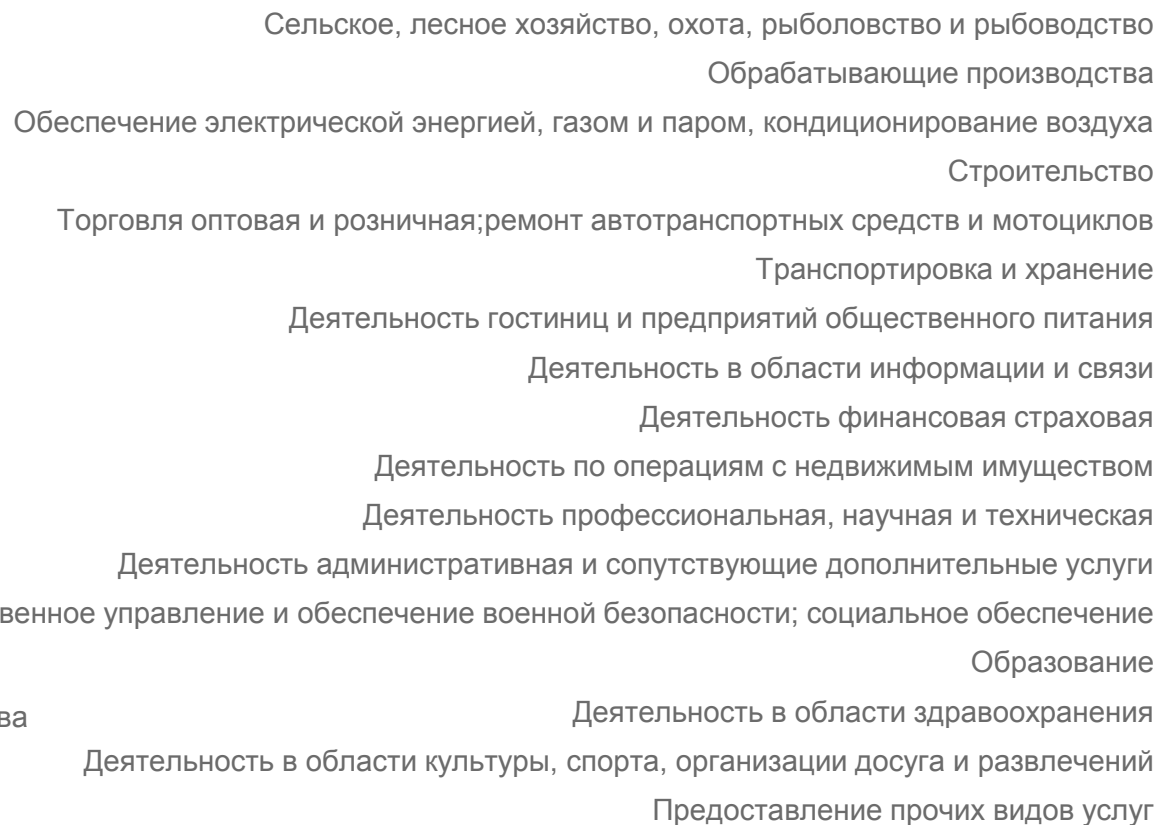 Сельское, лесное хозяйство, охота, рыболовство и рыбоводство
Обрабатывающие производства
Обеспечение электрической энергией, газом и паром, кондиционирование воздуха
Строительство
Торговля оптовая и розничная;ремонт автотранспортных средств и мотоциклов
Транспортировка и хранение
Деятельность гостиниц и предприятий общественного питания
Деятельность в области информации и связи
Деятельность финансовая страховая
Деятельность по операциям с недвижимым имуществом
Деятельность профессиональная, научная и техническая
Деятельность административная и сопутствующие дополнительные услуги
венное управление и обеспечение военной безопасности; социальное обеспечение
Образование
ва
Деятельность в области здравоохранения
Деятельность в области культуры, спорта, организации досуга и развлечений
Предоставление прочих видов услуг